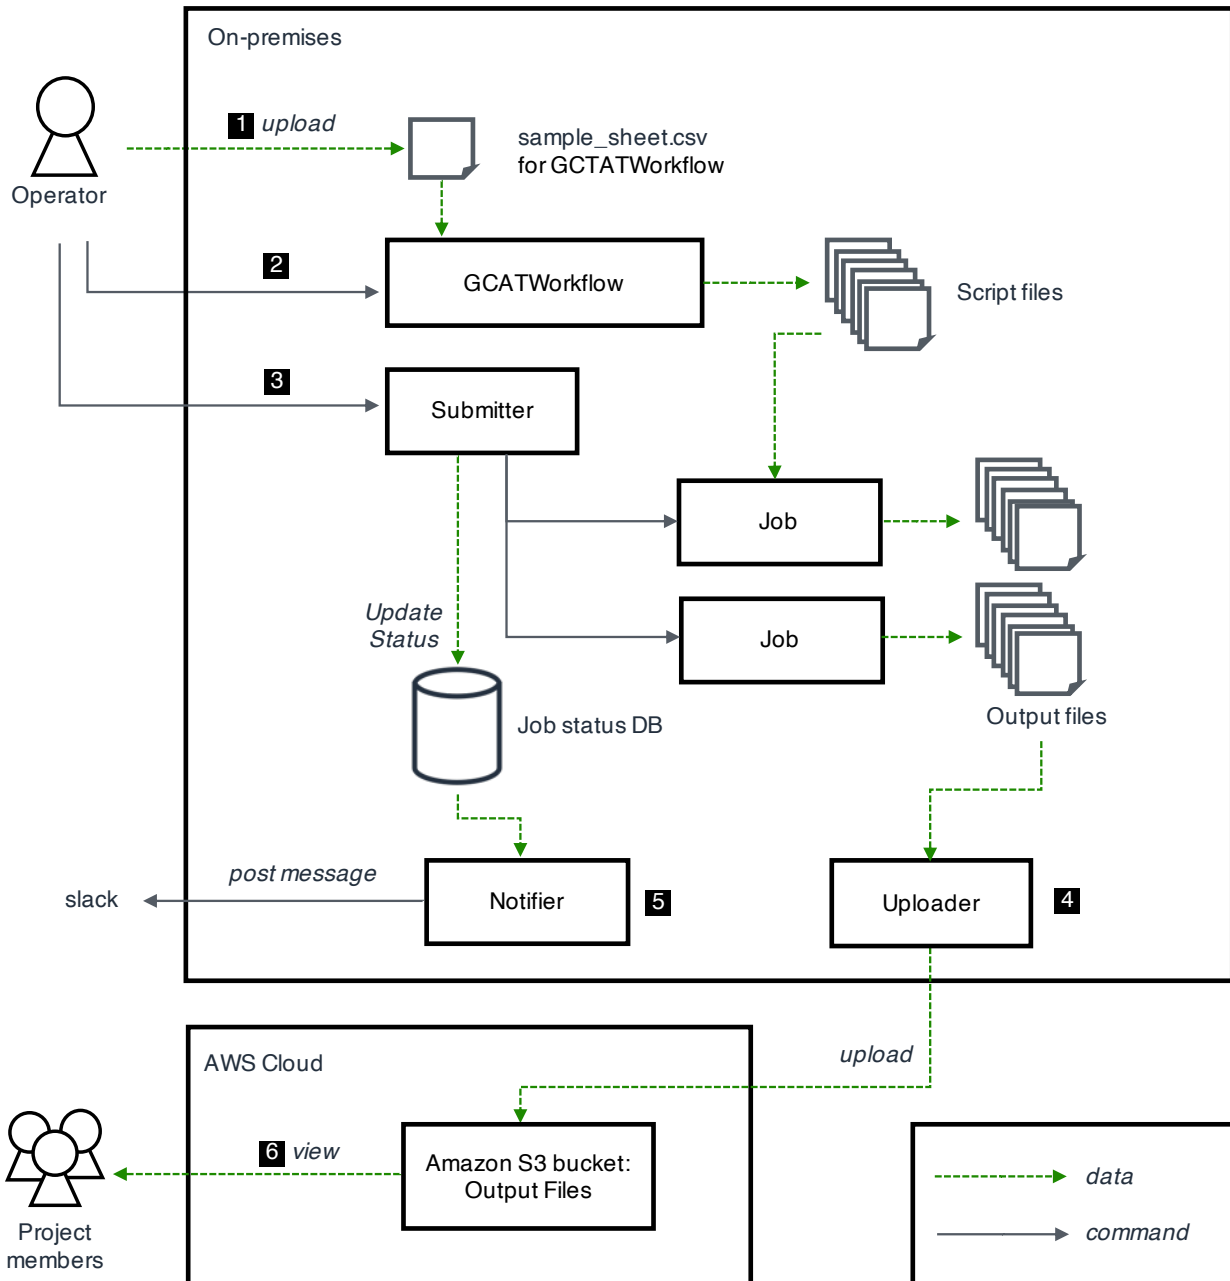 On-premises
1 upload
sample_sheet.csv
for GCTATWorkflow
Operator
2
GCATWorkflow
Script files
3
Submitter
Job
Update
Status
Job
Job status DB
Output files
post message
slack
Notifier
5
Uploader
4
upload
AWS Cloud
6 view
Amazon S3 bucket:
Output Files
data
command
Project
members